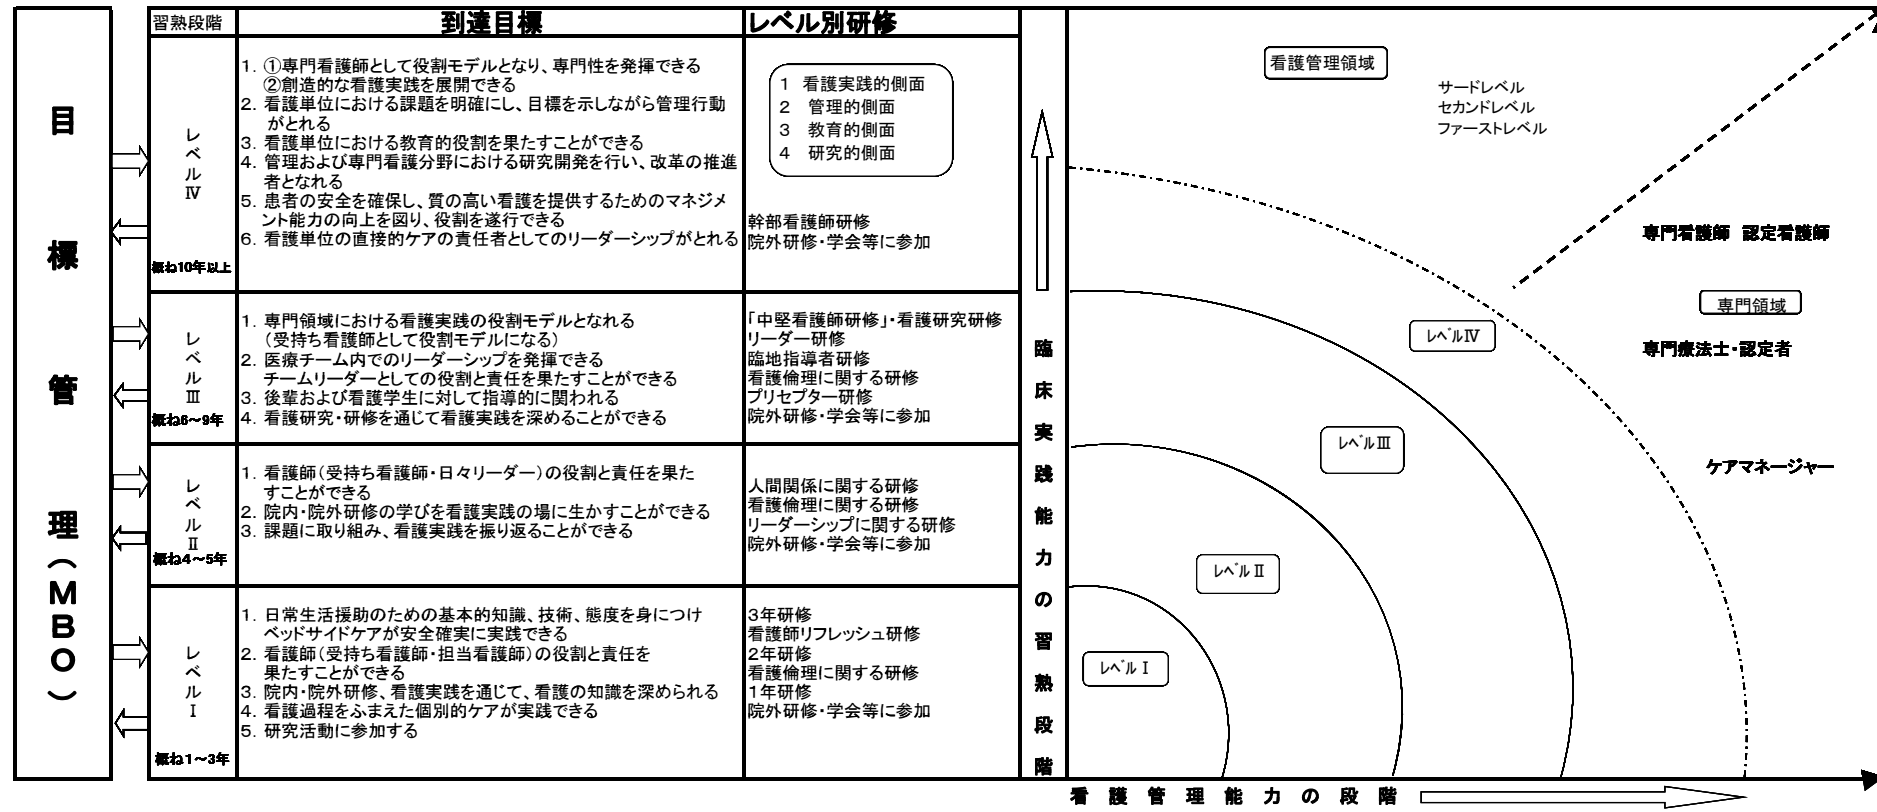 目標管理（MBO）
習熟段階
到達目標
レベル別研修
レベルⅣ
概ね10年以上
1. ①専門看護師として役割モデルとなり、専門性を発揮できる
②創造的な看護実践を展開できる
2. 看護単位における課題を明確にし、目標を示しながら管理行動
がとれる
3. 看護単位における教育的役割を果たすことができる
4. 管理および専門看護分野における研究開発を行い、改革の推進
者となれる
5. 患者の安全を確保し、質の高い看護を提供するためのマネジメ
ント能力の向上を図り、役割を遂行できる
6. 看護単位の直接的ケアの責任者としてのリーダーシップがとれる
1 看護実践的側面
2 管理的側面
3 教育的側面
4 研究的側面
幹部看護師研修
院外研修・学会等に参加
レベルⅢ
概ね6～9年
1. 専門領域における看護実践の役割モデルとなれる
（受持ち看護師として役割モデルになる）
2. 医療チーム内でのリーダーシップを発揮できる
チームリーダーとしての役割と責任を果たすことができる
3. 後輩および看護学生に対して指導的に関われる
4. 看護研究・研修を通じて看護実践を深めることができる
「中堅看護師研修」・看護研究研修
リーダー研修
臨地指導者研修
看護倫理に関する研修
プリセプター研修
院外研修・学会等に参加
レベルⅡ
概ね4～5年
1. 看護師（受持ち看護師・日々リーダー）の役割と責任を果た
すことができる
2. 院内・院外研修の学びを看護実践の場に生かすことができる
3. 課題に取り組み、看護実践を振り返ることができる
人間関係に関する研修
看護倫理に関する研修
リーダーシップに関する研修
院外研修・学会等に参加
レベルⅠ
概ね1～3年
1. 日常生活援助のための基本的知識、技術、態度を身につけ
ベッドサイドケアが安全確実に実践できる
2. 看護師（受持ち看護師・担当看護師）の役割と責任を
果たすことができる
3. 院内・院外研修、看護実践を通じて、看護の知識を深められる
4. 看護過程をふまえた個別的ケアが実践できる
5. 研究活動に参加する
3年研修
看護師リフレッシュ研修
2年研修
看護倫理に関する研修
1年研修
院外研修・学会等に参加
臨床実践能力の習熟段階
看護管理領域
サードレベル
セカンドレベル
ファーストレベル
専門看護師 認定看護師
専門領域
専門療法士・認定者
ケアマネージャー
レベルⅣ
レベルⅢ
レベルⅡ
レベルⅠ
看護管理能力の段階